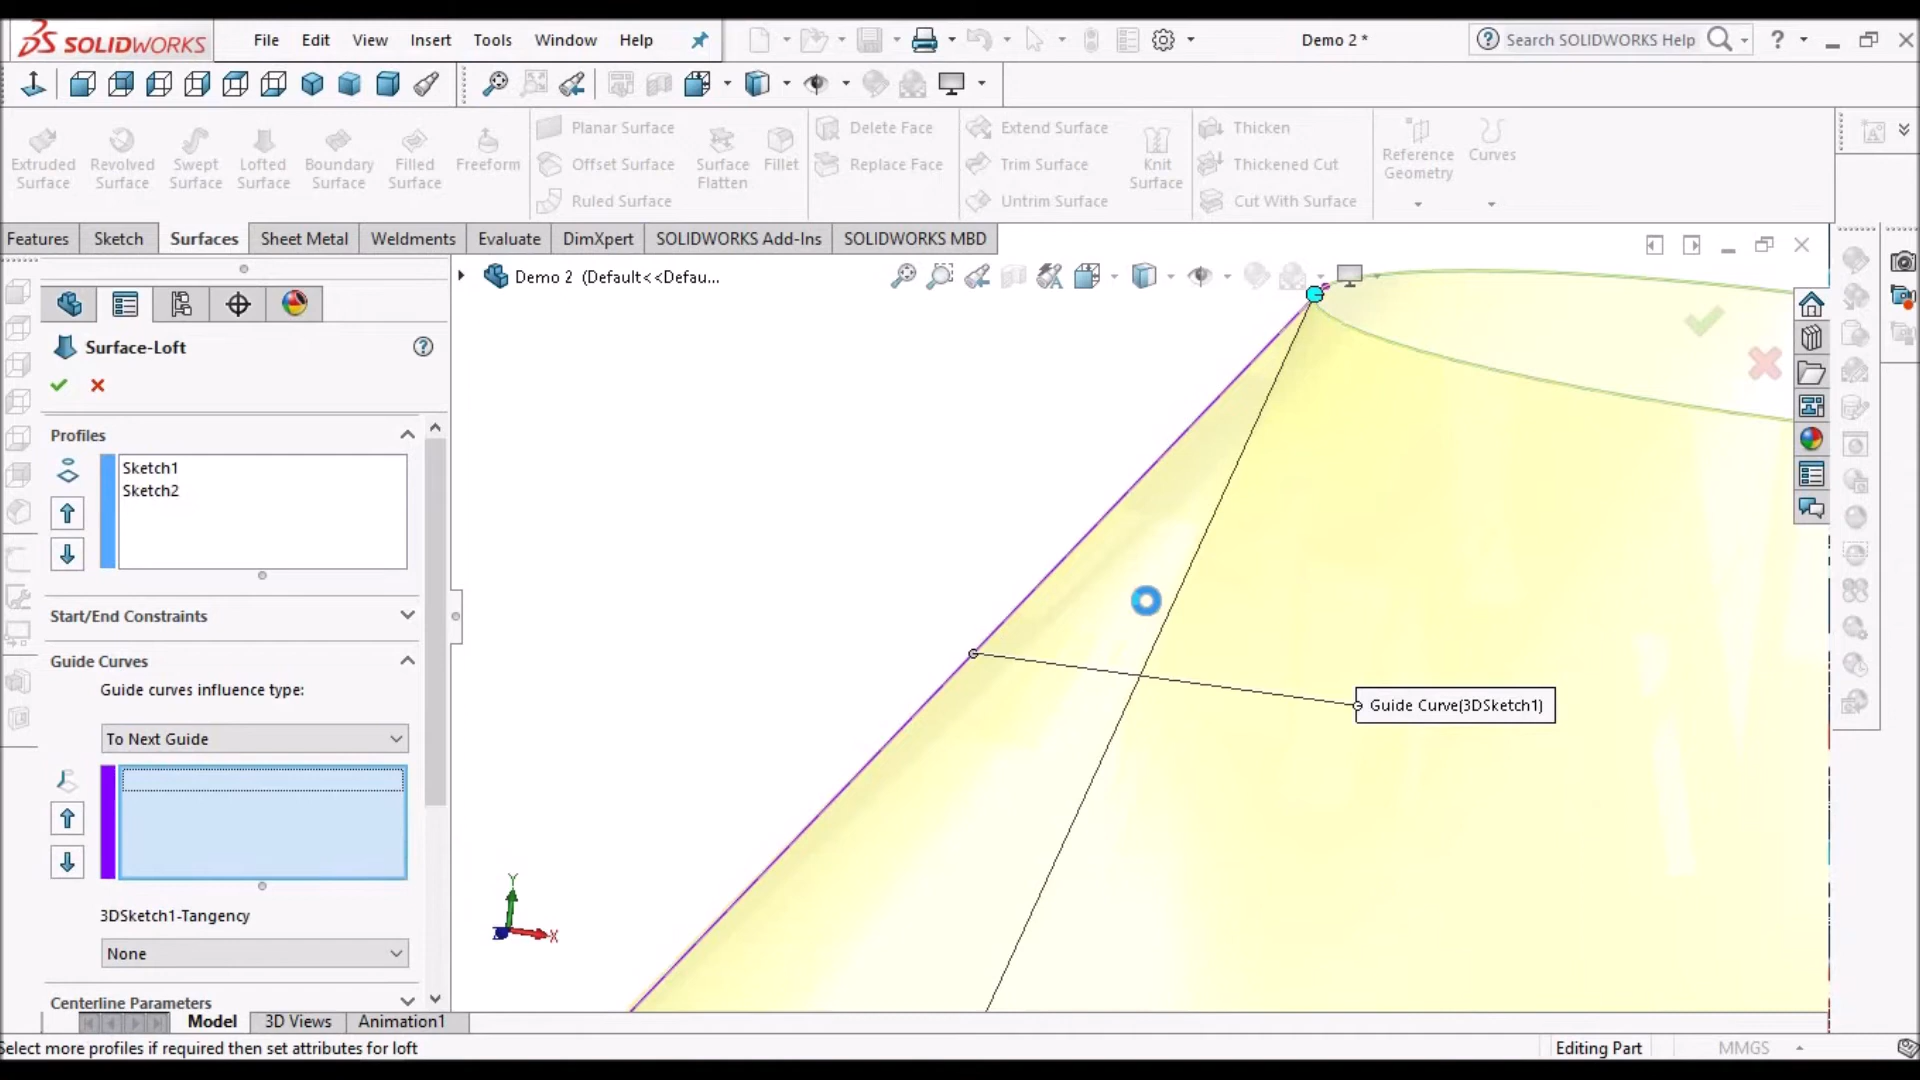 SOLIDWORKS
File Edit View Insert Tools Window Help
Demo 2 *
Search SOLIDWORKS Help
Extruded Surface
Revolved Surface
Swept Surface
Lofted Surface
Boundary Surface
Filled Surface
Freeform
Planar Surface
Offset Surface
Ruled Surface
Surface Flatten
Fillet
Delete Face
Replace Face
Extend Surface
Trim Surface
Untrim Surface
Knit Surface
Thicken
Thickened Cut
Cut With Surface
Reference Geometry
Curves
Features Sketch Surfaces Sheet Metal Weldments Evaluate DimXpert SOLIDWORKS Add-Ins SOLIDWORKS MBD
Demo 2 (Default<<Defau...
Surface-Loft
Profiles
Sketch1
Sketch2
Start/End Constraints
Guide Curves
Guide curves influence type:
To Next Guide
3DSketch1-Tangency
None
Centerline Parameters
Guide Curve(3DSketch1)
Y
X
Model 3D Views Animation1
Select more profiles if required then set attributes for loft
Editing Part
MMGS